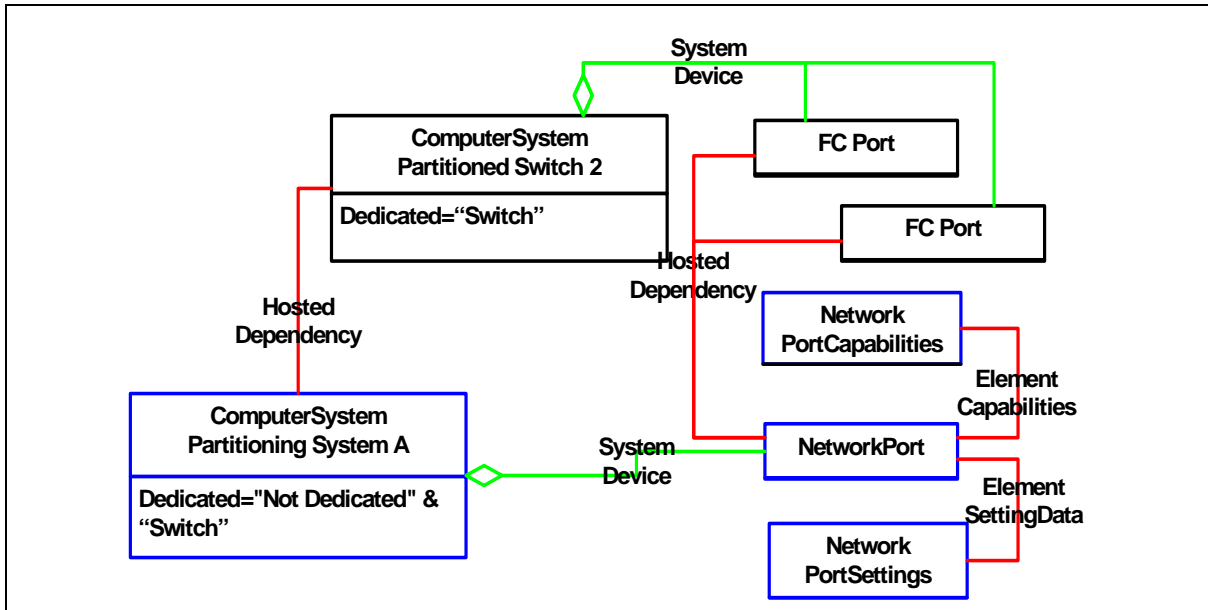 System
Device
ComputerSystem
Partitioned Switch 2
Dedicated=“Switch”
FC Port
FC Port
Hosted
Dependency
Hosted
Dependency
Network
PortCapabilities
Element
Capabilities
ComputerSystem
Partitioning System A
Dedicated="Not Dedicated" &
“Switch”
System
Device
NetworkPort
Element
SettingData
Network
PortSettings